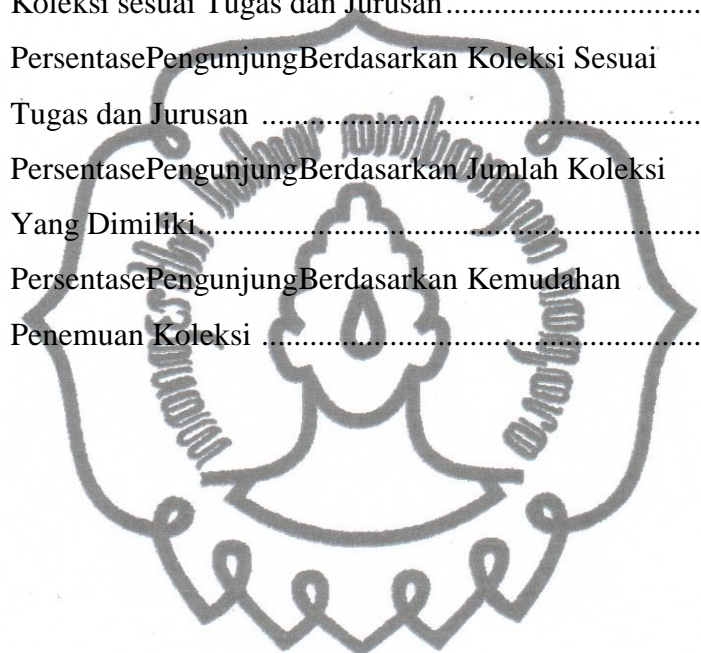 Koleksi sesuai Tugas dan Jurusan................................
PersentasePengunjungBerdasarkan Koleksi Sesuai
Tugas dan Jurusan .......................................................
PersentasePengunjungBerdasarkan Jumlah Koleksi
Yang Dimiliki...............................................................
PersentasePengunjungBerdasarkan Kemudahan
Penemuan Koleksi .......................................................